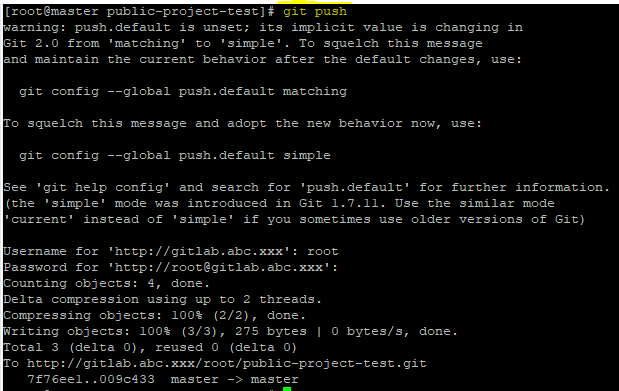 [root@master public-project-test]# git push
warning: push.default is unset; its implicit value is changing in
Git 2.0 from 'matching' to 'simple'. To squelch this message
and maintain the current behavior after the default changes, use:
git config --global push.default matching
To squelch this message and adopt the new behavior now, use:
git config --global push.default simple
See 'git help config' and search for 'push.default' for further information.
(the 'simple' mode was introduced in Git 1.7.11. Use the similar mode
'current' instead of 'simple' if you sometimes use older versions of Git)
Username for 'http://gitlab.abc.xxx': root
Password for 'http://root@gitlab.abc.xxx':
Counting objects: 4, done.
Delta compression using up to 2 threads.
Compressing objects: 100% (2/2), done.
Writing objects: 100% (3/3), 275 bytes | 0 bytes/s, done.
Total 3 (delta 0), reused 0 (delta 0)
To http://gitlab.abc.xxx/root/public-project-test.git
7f76ee1..009c433 master -> master